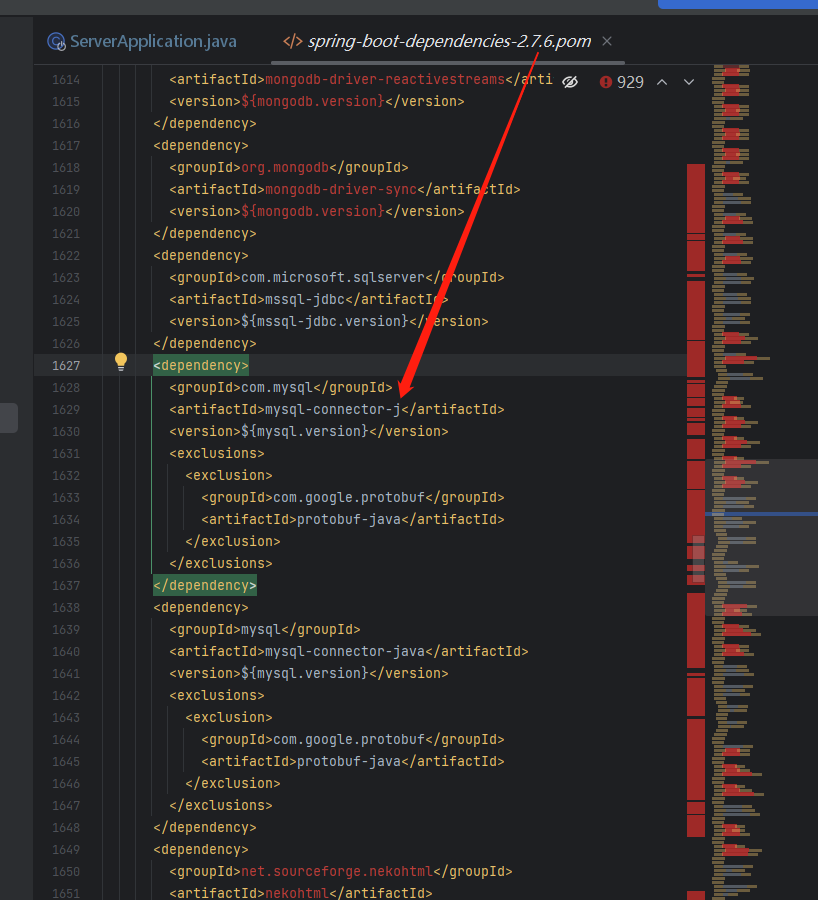 ServerApplication.java
</> spring-boot-dependencies-2.7.6.pom
929
1614 <artifactId>mongodb-driver-reactivestreams</arti
1615 <version>${mongodb.version}</version>
1616 </dependency>
1617 <dependency>
1618 <groupId>org.mongodb</groupId>
1619 <artifactId>mongodb-driver-sync</artifactId>
1620 <version>${mongodb.version}</version>
1621 </dependency>
1622 <dependency>
1623 <groupId>com.microsoft.sqlserver</groupId>
1624 <artifactId>mssql-jdbc</artifactId>
1625 <version>${mssql-jdbc.version}</version>
1626 </dependency>
1627 <dependency>
1628 <groupId>com.mysql</groupId>
1629 <artifactId>mysql-connector-j</artifactId>
1630 <version>${mysql.version}</version>
1631 <exclusions>
1632 <exclusion>
1633 <groupId>com.google.protobuf</groupId>
1634 <artifactId>protobuf-java</artifactId>
1635 </exclusion>
1636 </exclusions>
1637 </dependency>
1638 <dependency>
1639 <groupId>mysql</groupId>
1640 <artifactId>mysql-connector-java</artifactId>
1641 <version>${mysql.version}</version>
1642 <exclusions>
1643 <exclusion>
1644 <groupId>com.google.protobuf</groupId>
1645 <artifactId>protobuf-java</artifactId>
1646 </exclusion>
1647 </exclusions>
1648 </dependency>
1649 <dependency>
1650 <groupId>net.sourceforge.nekohtml</groupId>
1651 <artifactId>nekohtml</artifactId>